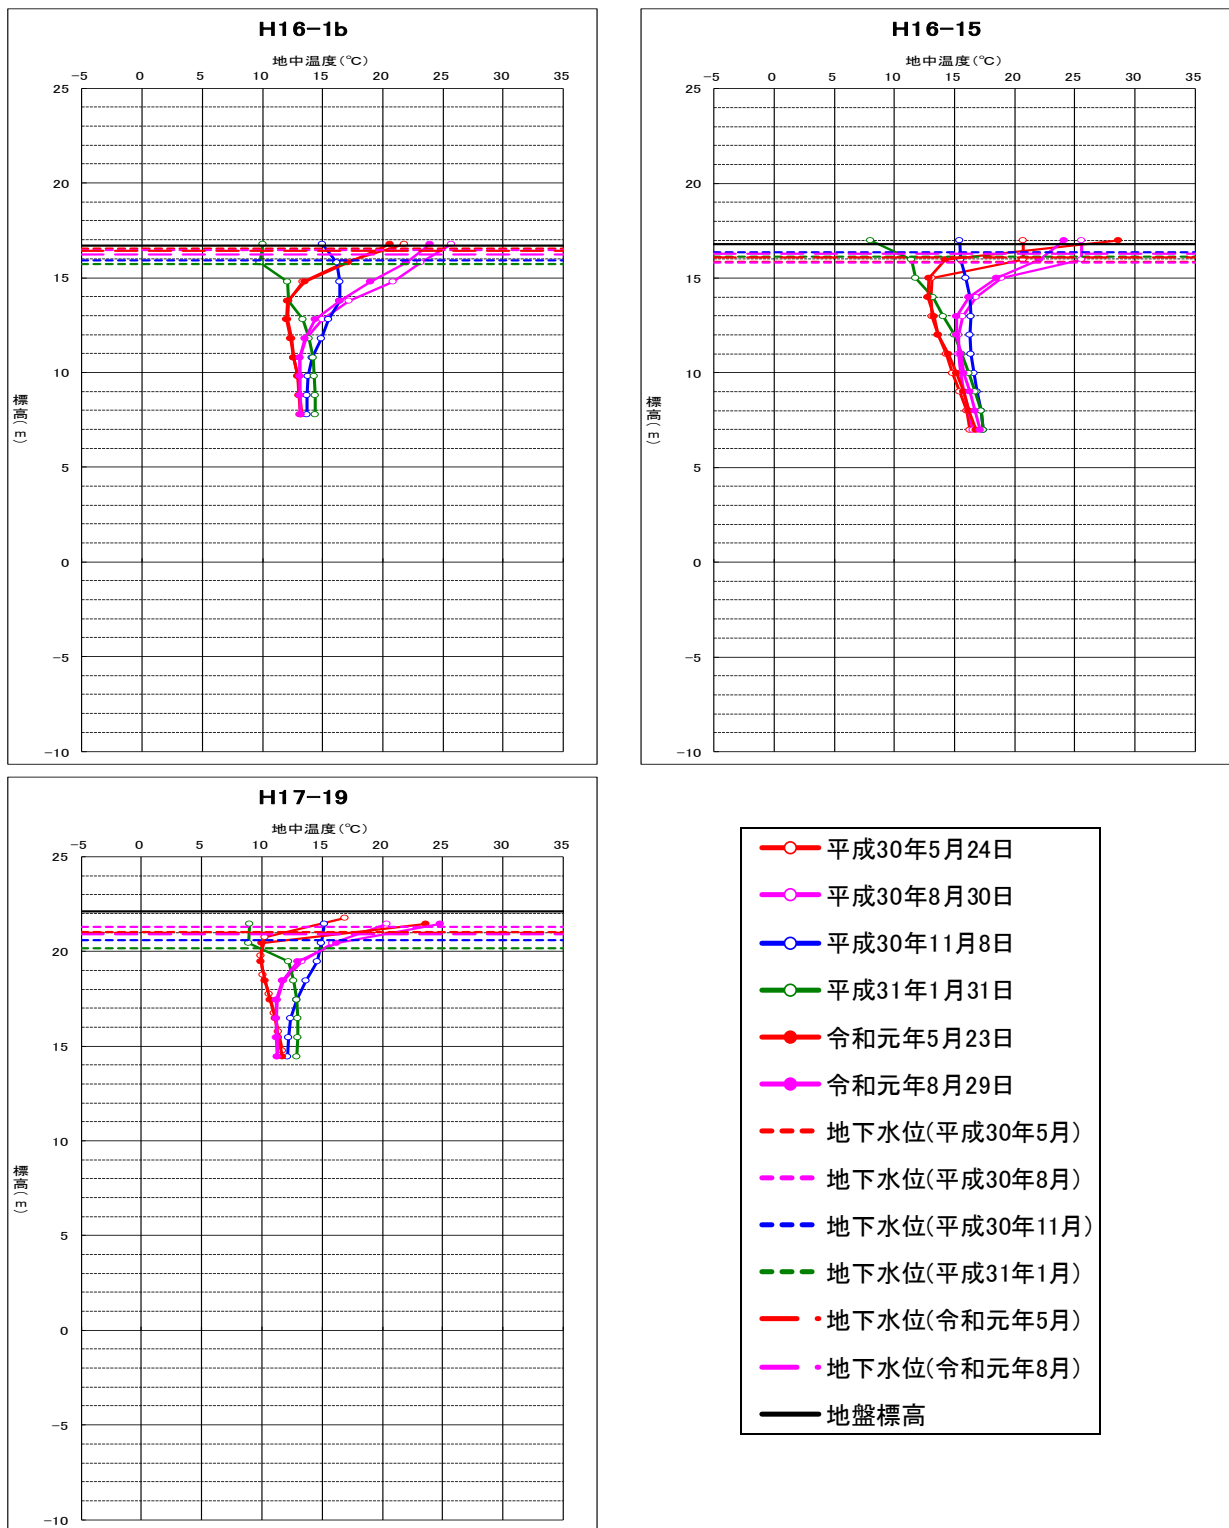 H16-1b
地中温度(℃)
-5 0 5 10 15 20 25 30 35
25
20
15
10
5
0
-5
-10
標高(m)
H16-15
地中温度(℃)
-5 0 5 10 15 20 25 30 35
25
20
15
10
5
0
-5
-10
標高(m)
H17-19
地中温度(℃)
-5 0 5 10 15 20 25 30 35
25
20
15
10
5
0
-5
-10
標高(m)
平成30年5月24日
平成30年8月30日
平成30年11月8日
平成31年1月31日
令和元年5月23日
令和元年8月29日
地下水位(平成30年5月)
地下水位(平成30年8月)
地下水位(平成30年11月)
地下水位(平成31年1月)
地下水位(令和元年5月)
地下水位(令和元年8月)
地盤標高